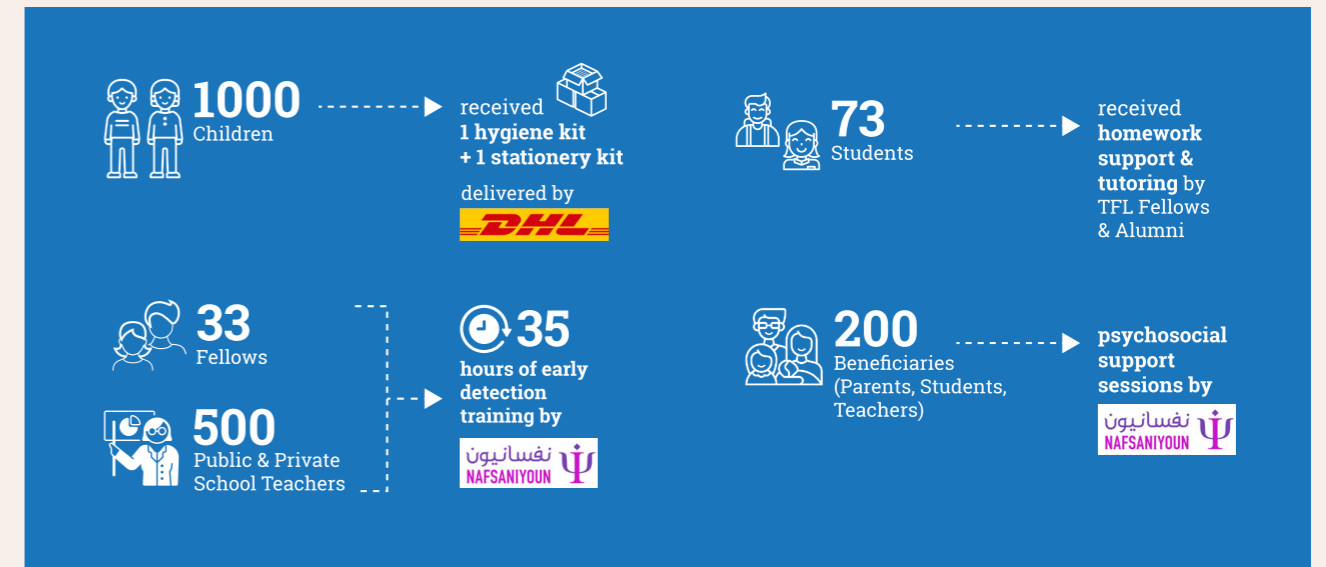 1000
Children
received
1 hygiene kit
+ 1 stationery kit
delivered by
DHL
73
Students
received
homework
support &
tutoring by
TFL Fellows
& Alumni
33
Fellows
500
Public & Private
School Teachers
35
hours of early
detection
training by
نفسانيون
NAFSANIYOUN
200
Beneficiaries
(Parents, Students,
Teachers)
psychosocial
support
sessions by
نفسانيون
NAFSANIYOUN